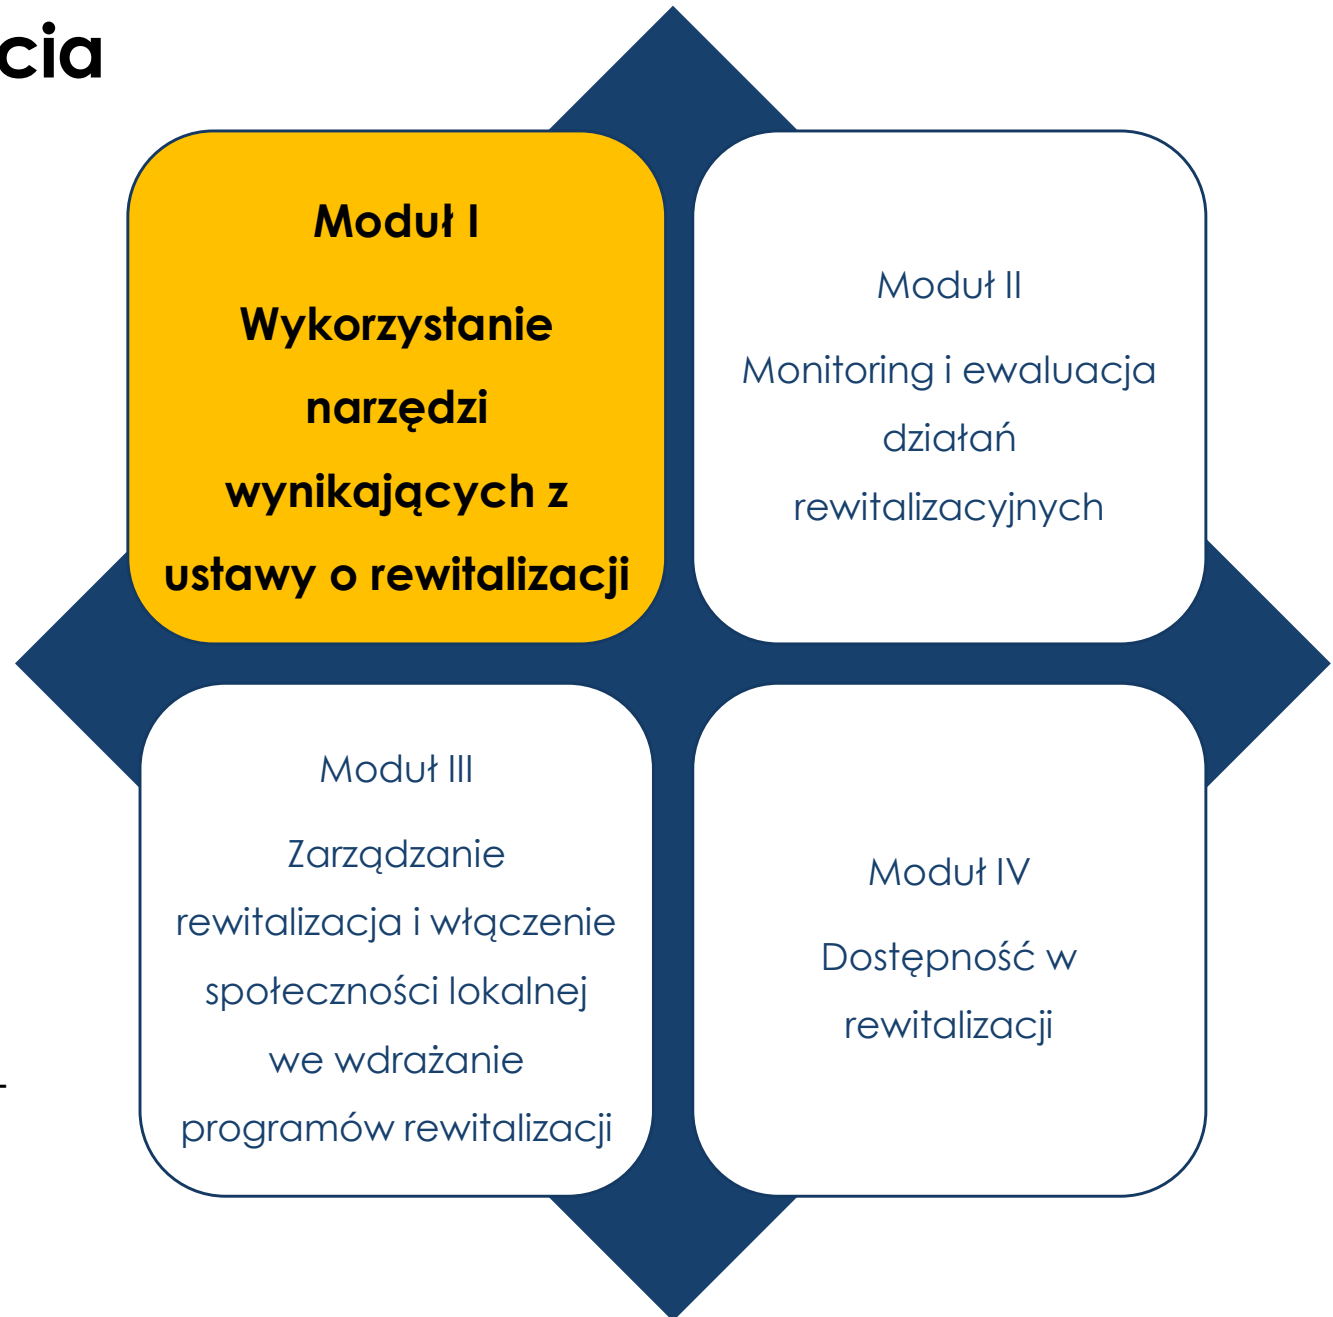 cia
Moduł I
Wykorzystanie
narzędzi
wynikających z
ustawy o rewitalizacji
Moduł II
Monitoring i ewaluacja
działań
rewitalizacyjnych
Moduł III
Zarządzanie
rewitalizacja i włączenie
społeczności lokalnej
we wdrażanie
programów rewitalizacji
Moduł IV
Dostępność w
rewitalizacji